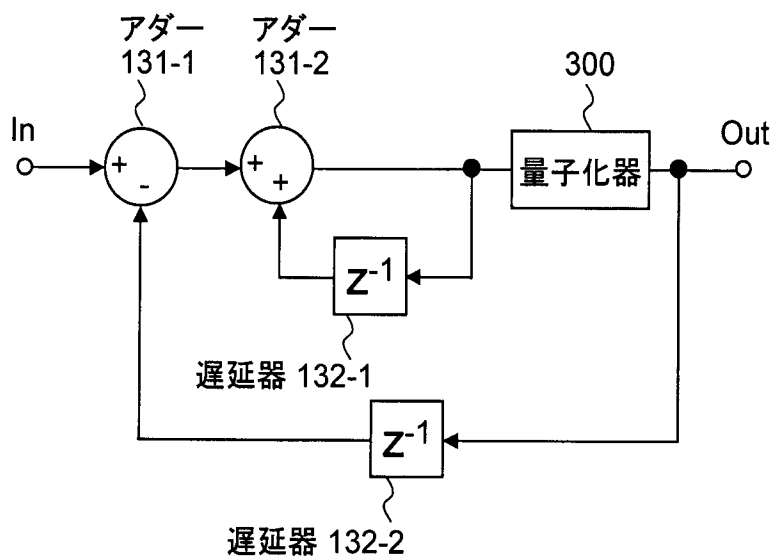 アダー
131-1
アダー
131-2
300
In
Out
+
-
+
+
量子化器
z-1
遅延器 132-1
z-1
遅延器 132-2